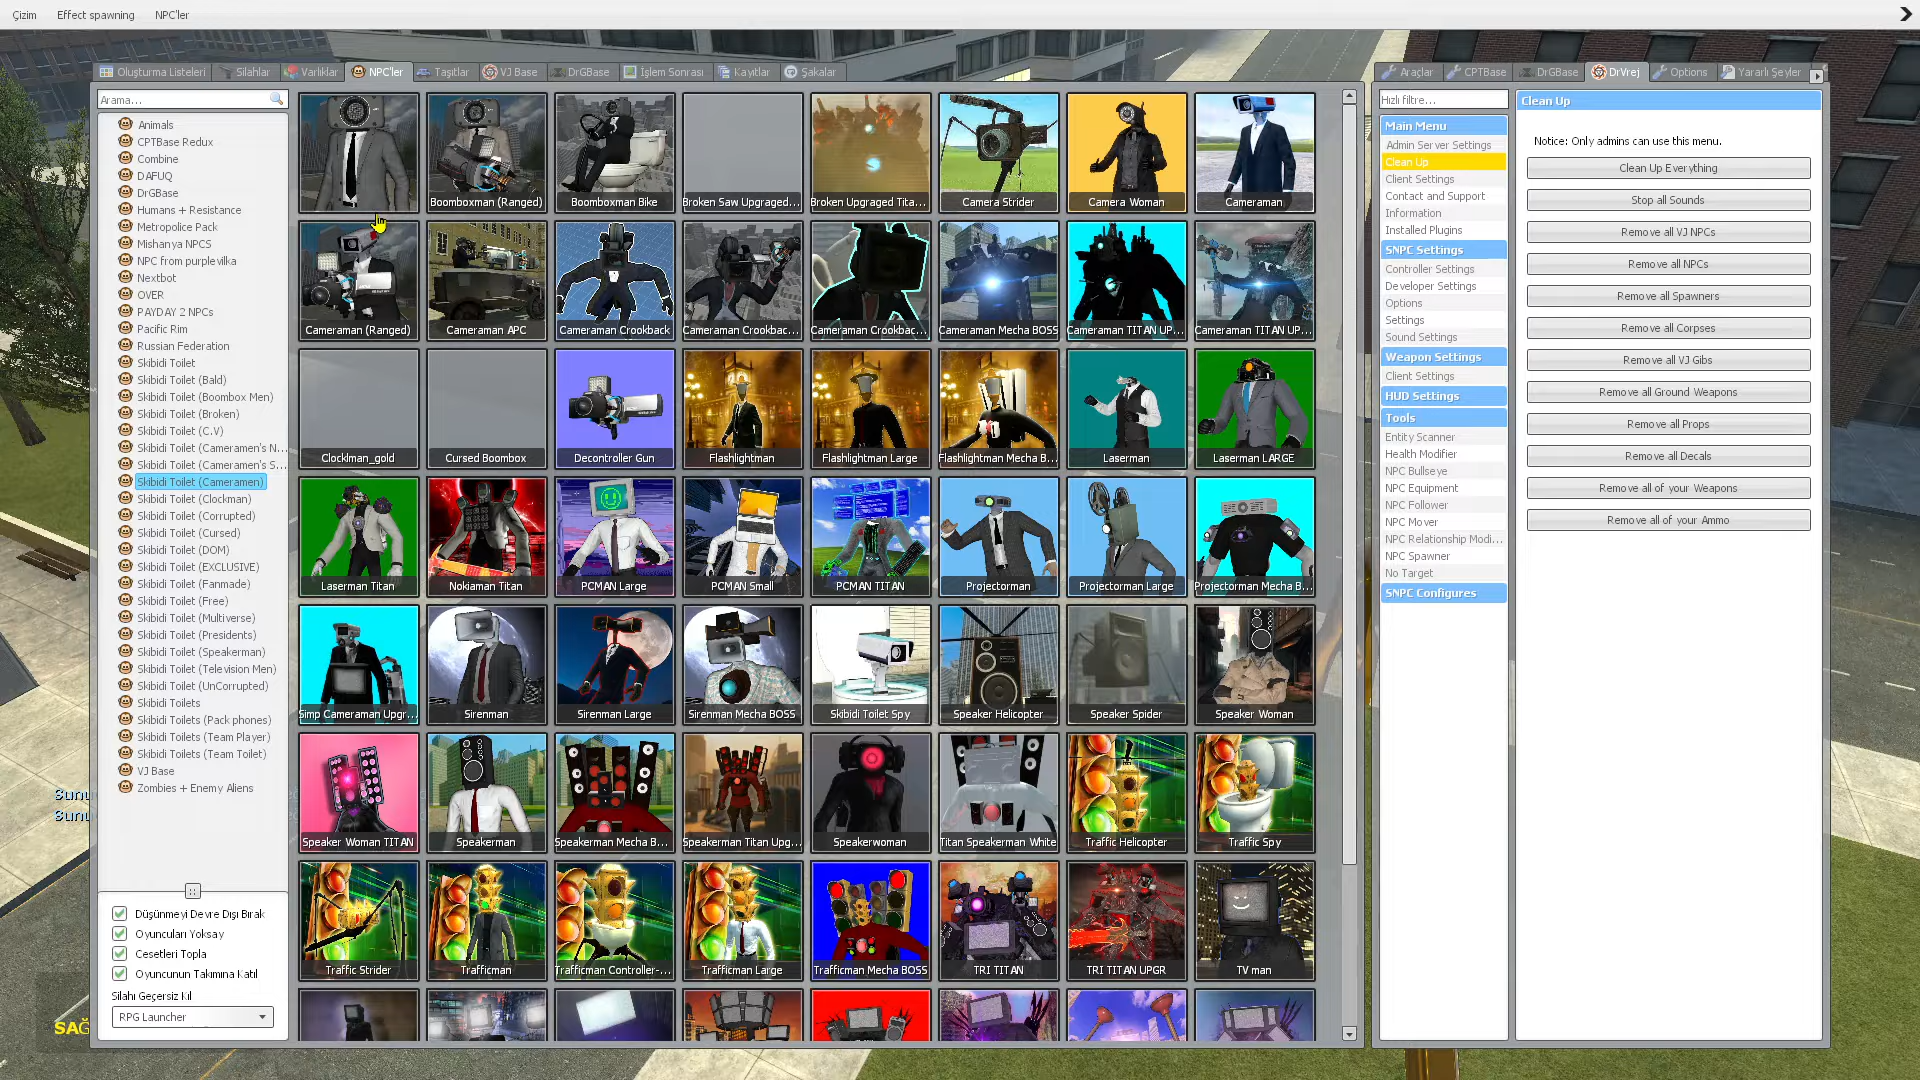 Çizim Effect spawning NPC'ler
Oluşturma Listeleri Silahlar Varlıklar NPC'ler Taşıtlar VJ Base DrGBase İşlem Sonrası Kayıtlar Şakalar
Arama...
Animals
CPTBase Redux
Combine
DAFUQ
DrGBase
Humans + Resistance
Metropolice Pack
Mishanya NPCS
NPC from purplevilka
Nextbot
OVER
PAYDAY 2 NPCs
Pacific Rim
Russian Federation
Skibidi Toilet
Skibidi Toilet (Bald)
Skibidi Toilet (Boombox Men)
Skibidi Toilet (Broken)
Skibidi Toilet (C.V)
Skibidi Toilet (Cameramen's N...
Skibidi Toilet (Cameramen's S...
Skibidi Toilet (Cameramen)
Skibidi Toilet (Clockman)
Skibidi Toilet (Corrupted)
Skibidi Toilet (Cursed)
Skibidi Toilet (DOM)
Skibidi Toilet (EXCLUSIVE)
Skibidi Toilet (Fanmade)
Skibidi Toilet (Free)
Skibidi Toilet (Multiverse)
Skibidi Toilet (Presidents)
Skibidi Toilet (Speakerman)
Skibidi Toilet (Television Men)
Skibidi Toilet (UnCorrupted)
Skibidi Toilets
Skibidi Toilets (Pack phones)
Skibidi Toilets (Team Player)
Skibidi Toilets (Team Toilet)
VJ Base
Zombies + Enemy Aliens
Sunu
Sunu
Düşünmeyi Devre Dışı Bırak
Oyuncuları Yoksay
Cesetleri Topla
Oyuncunun Takımına Katıl
Silahı Geçersiz Kıl
RPG Launcher
SAĞ
Boomboxman (Ranged) Boomboxman Bike Broken Saw Upgraded... Broken Upgraded Tita... Camera Strider Camera Woman Cameraman
Cameraman (Ranged) Cameraman APC Cameraman Crookback Cameraman Crookbac... Cameraman Crookbac... Cameraman Mecha BOSS Cameraman TITAN UP... Cameraman TITAN UP...
Clocklman_gold Cursed Boombox Decontroller Gun Flashlightman Flashlightman Large Flashlightman Mecha B... Laserman Laserman LARGE
Laserman Titan Nokiaman Titan PCMAN Large PCMAN Small PCMAN TITAN Projectorman Projectorman Large Projectorman Mecha B...
Simp Cameraman Upgr... Sirenman Sirenman Large Sirenman Mecha BOSS Skibidi Toilet Spy Speaker Helicopter Speaker Spider Speaker Woman
Speaker Woman TITAN Speakerman Speakerman Mecha B... Speakerman Titan Upg... Speakerwoman Titan Speakerman White Traffic Helicopter Traffic Spy
Traffic Strider Trafficman Trafficman Controller-... Trafficman Large Trafficman Mecha BOSS TRI TITAN TRI TITAN UPGR TV man
Araçlar CPTBase DrGBase DrVrej Options Yararlı Şeyler
Hızlı filtre...
Main Menu
Admin Server Settings
Clean Up
Client Settings
Contact and Support
Information
Installed Plugins
SNPC Settings
Controller Settings
Developer Settings
Options
Settings
Sound Settings
Weapon Settings
Client Settings
HUD Settings
Tools
Entity Scanner
Health Modifier
NPC Bullseye
NPC Equipment
NPC Follower
NPC Mover
NPC Relationship Modi...
NPC Spawner
No Target
SNPC Configures
Clean Up
Notice: Only admins can use this menu.
Clean Up Everything
Stop all Sounds
Remove all VJ NPCs
Remove all NPCs
Remove all Spawners
Remove all Corpses
Remove all VJ Gibs
Remove all Ground Weapons
Remove all Props
Remove all Decals
Remove all of your Weapons
Remove all of your Ammo